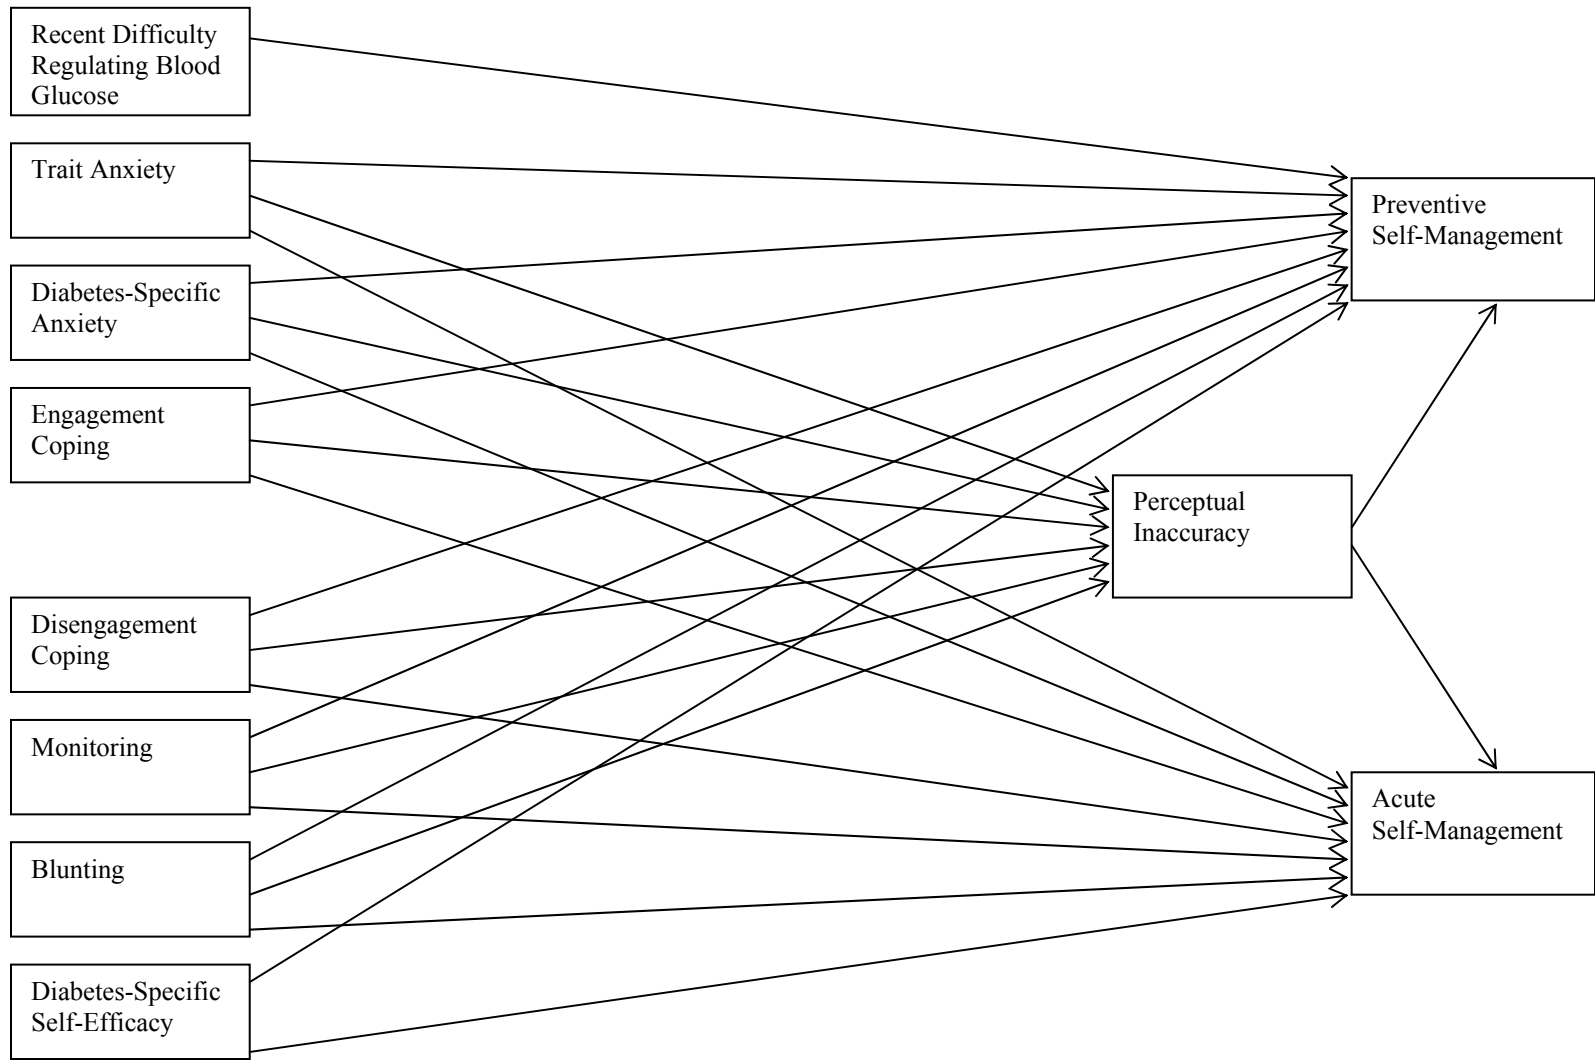 Recent Difficulty
Regulating Blood
Glucose
Trait Anxiety
Diabetes-Specific
Anxiety
Engagement
Coping
Disengagement
Coping
Monitoring
Blunting
Diabetes-Specific
Self-Efficacy
Perceptual
Inaccuracy
Preventive
Self-Management
Acute
Self-Management